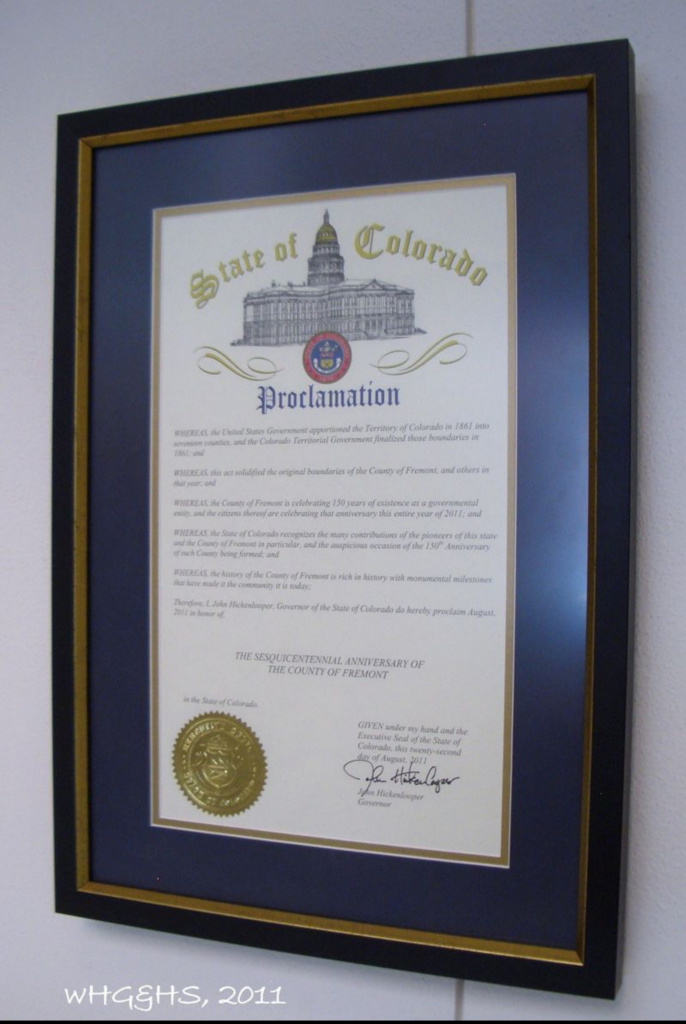 State of Colorado
Proclamation
WHEREAS, the United States Government apportioned the Territory of Colorado in 1861 into
seventeen counties, and the Colorado Territorial Government finalized those boundaries in
1861; and
WHEREAS, this act solidified the original boundaries of the County of Fremont, and others in
that year; and
WHEREAS, the County of Fremont is celebrating 150 years of existence as a governmental
entity, and the citizens thereof are celebrating that anniversary this entire year of 2011; and
WHEREAS, the State of Colorado recognizes the many contributions of the pioneers of this state
and the County of Fremont in particular, and the auspicious occasion of the 150th Anniversary
of such County being formed; and
WHEREAS, the history of the County of Fremont is rich in history with monumental milestones
that have made it the community it is today;
Therefore, I, John Hickenlooper, Governor of the State of Colorado do hereby proclaim August,
2011 in honor of,
THE SESQUICENTENNIAL ANNIVERSARY OF
THE COUNTY OF FREMONT
in the State of Colorado.
GIVEN under my hand and the
Executive Seal of the State of
Colorado, this twenty-second
day of August, 2011
John Hickenlooper
John Hickenlooper
Governor
WHG&HS, 2011